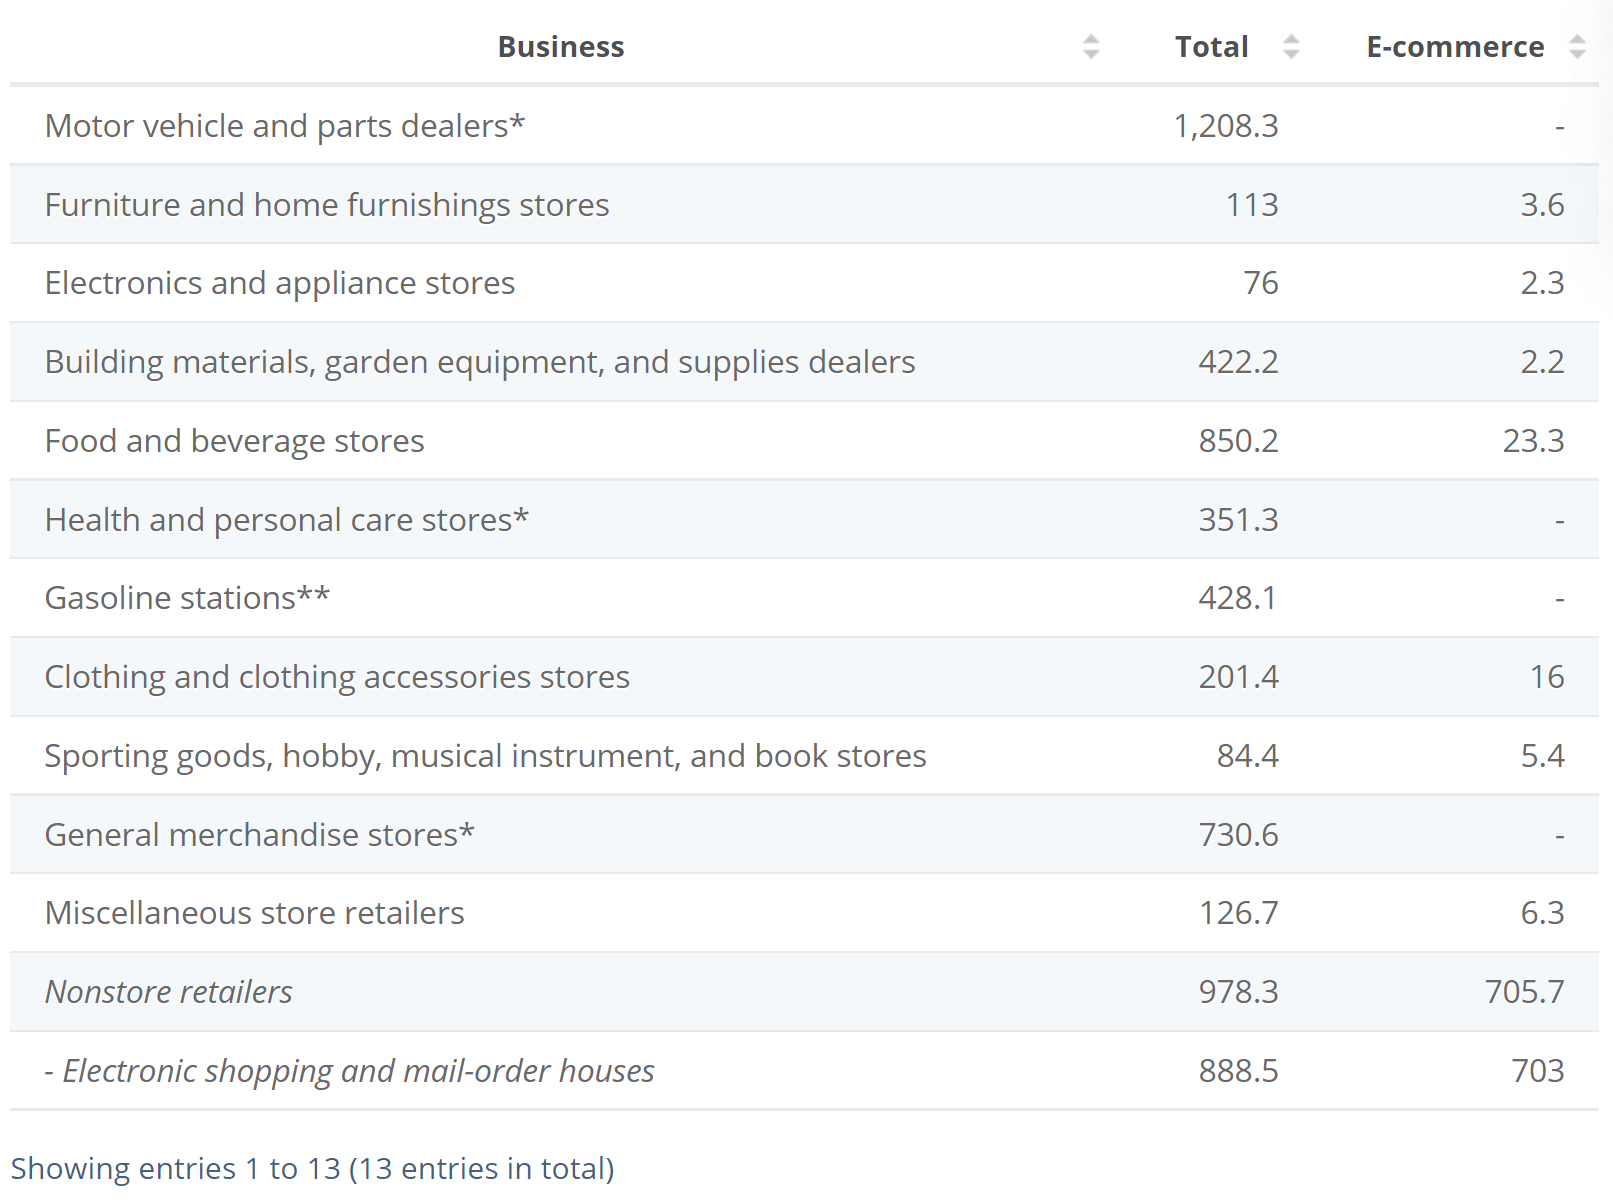 Business Total E-commerce
Motor vehicle and parts dealers* 1,208.3 -
Furniture and home furnishings stores 113 3.6
Electronics and appliance stores 76 2.3
Building materials, garden equipment, and supplies dealers 422.2 2.2
Food and beverage stores 850.2 23.3
Health and personal care stores* 351.3 -
Gasoline stations** 428.1 -
Clothing and clothing accessories stores 201.4 16
Sporting goods, hobby, musical instrument, and book stores 84.4 5.4
General merchandise stores* 730.6 -
Miscellaneous store retailers 126.7 6.3
Nonstore retailers 978.3 705.7
- Electronic shopping and mail-order houses 888.5 703
Showing entries 1 to 13 (13 entries in total)